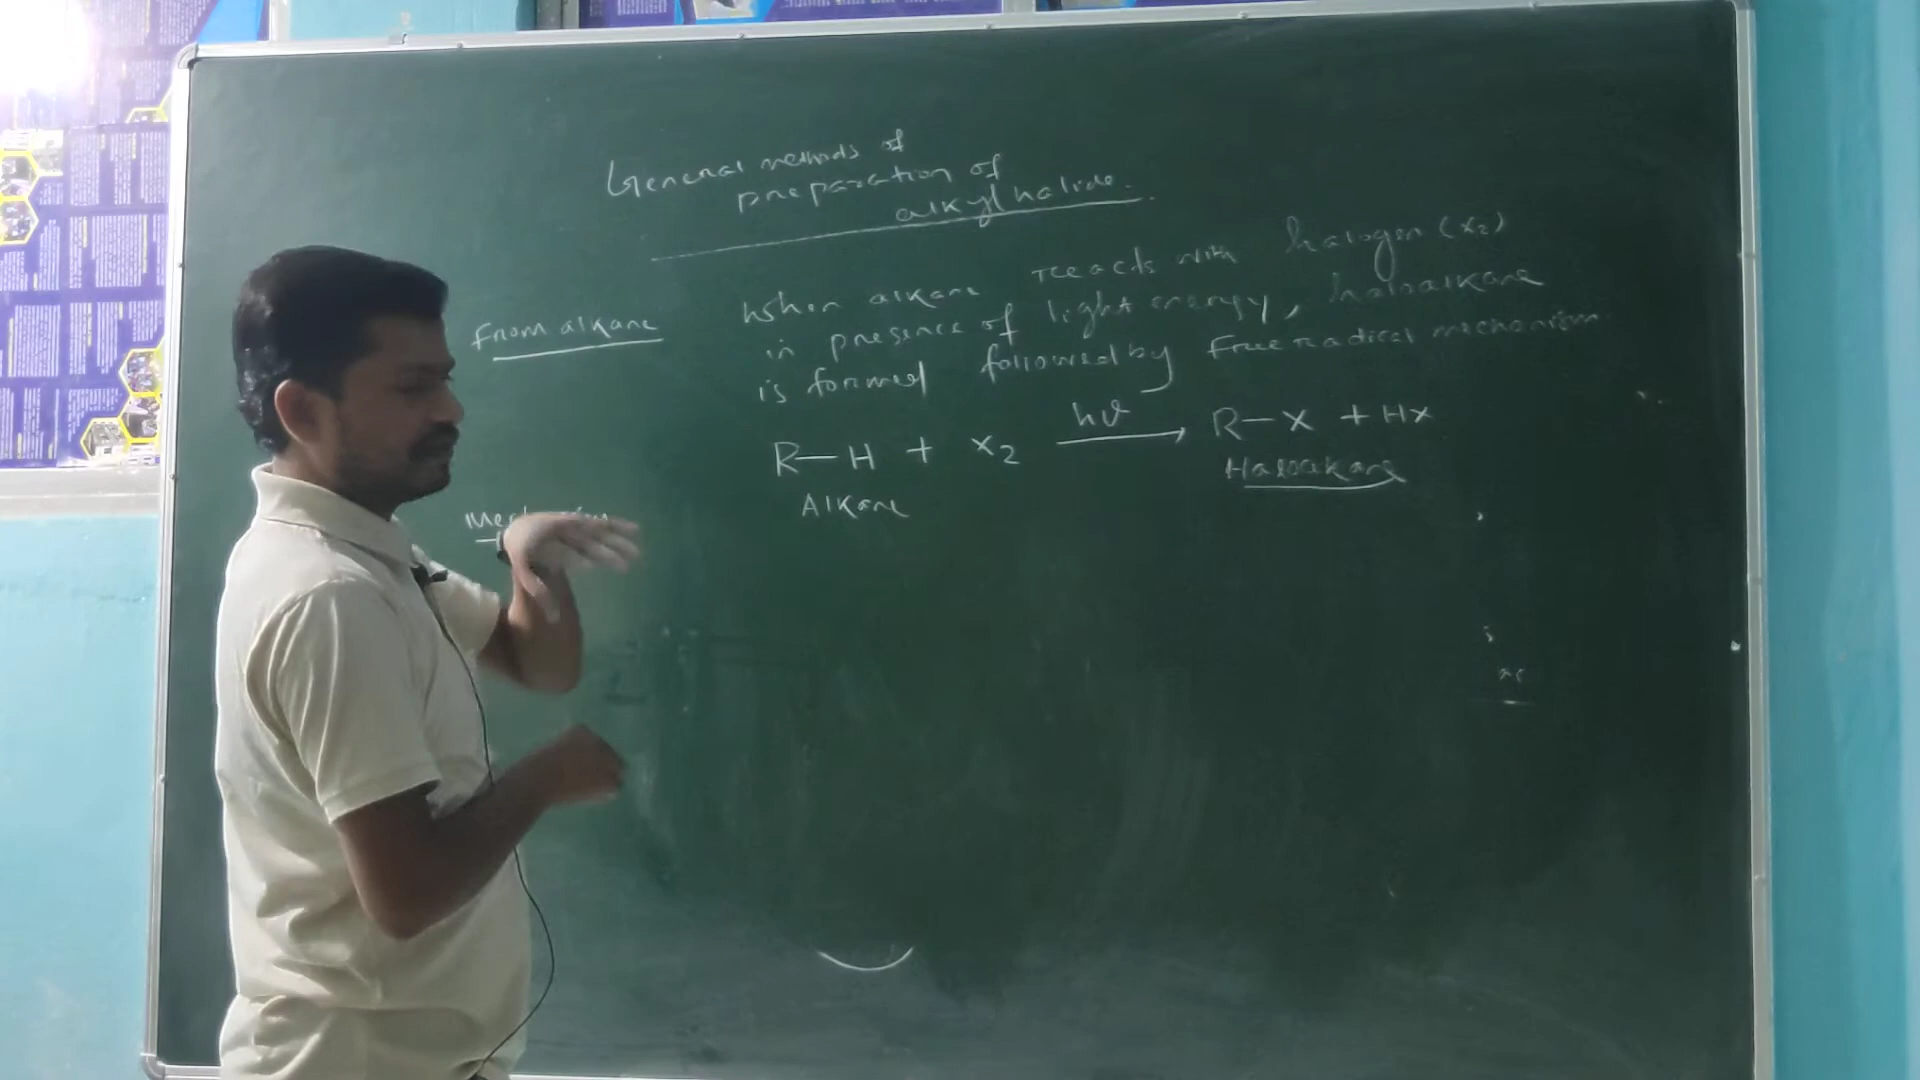 General methods of
preparation of
alkyl halide.
From alkane
When alkane reacts with halogen (X2)
in presence of light energy, haloalkane
is formed followed by free radical mechanism.
R—H + X2 hν → R—X + HX
Alkane Haloakane